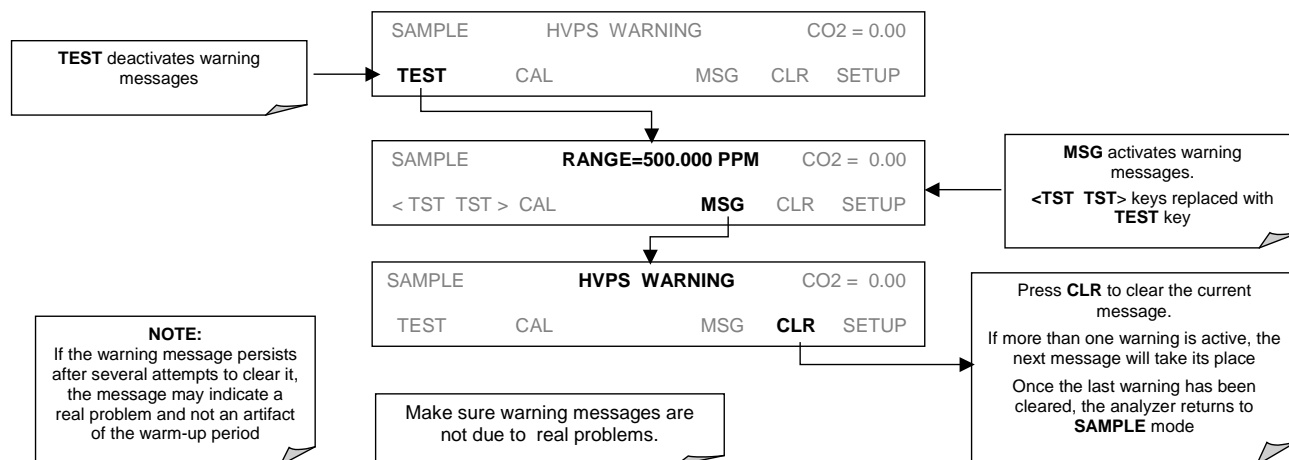 TEST deactivates warning
messages
SAMPLE HVPS WARNING CO2 = 0.00
TEST CAL MSG CLR SETUP
SAMPLE RANGE=500.000 PPM CO2 = 0.00
< TST TST > CAL MSG CLR SETUP
MSG activates warning
messages.
<TST TST> keys replaced with
TEST key
SAMPLE HVPS WARNING CO2 = 0.00
TEST CAL MSG CLR SETUP
Press CLR to clear the current
message.
If more than one warning is active, the
next message will take its place
Once the last warning has been
cleared, the analyzer returns to
SAMPLE mode
NOTE:
If the warning message persists
after several attempts to clear it,
the message may indicate a
real problem and not an artifact
of the warm-up period
Make sure warning messages are
not due to real problems.